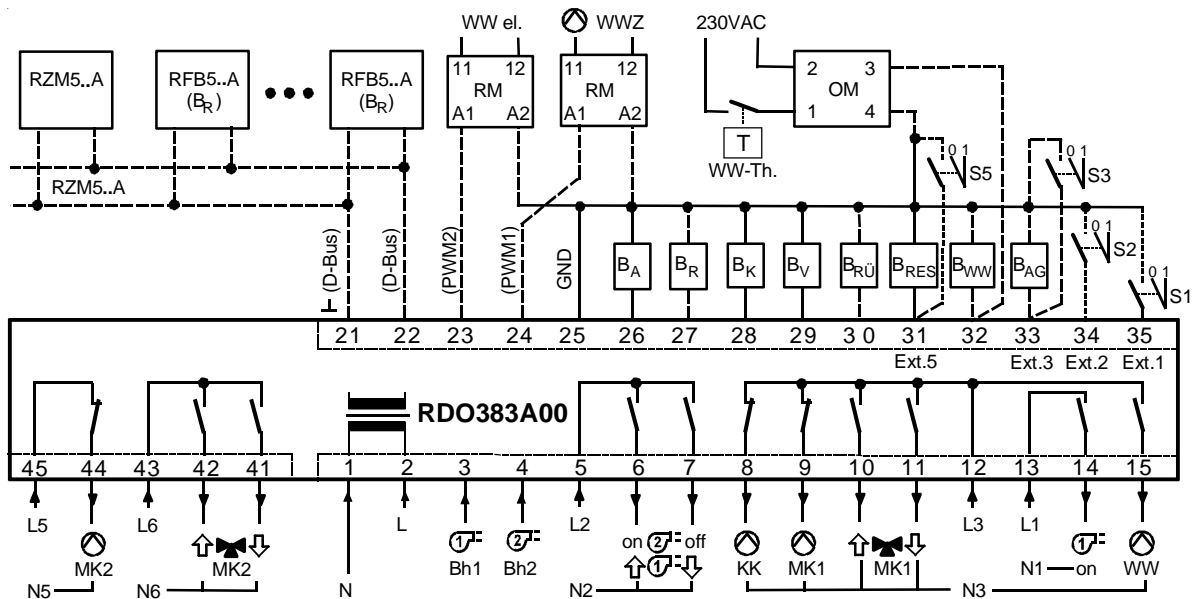 WW el. WWZ 230VAC
RZM5..A RFB5..A (BR) RFB5..A (BR)
11 12 11 12 2 3
RM RM OM
A1 A2 A1 A2 1 4
T
WW-Th.
0 1 S5 0 1 S3
RZM5..A
0 1 S2
0 1 S1
(D-Bus) (D-Bus) (PWM2) (PWM1) GND
BA BR BK BV BRÜ BRES BWW BAG
21 22 23 24 25 26 27 28 29 30 31 32 33 34 35
Ext.5 Ext.3 Ext.2 Ext.1
RDO383A00
45 44 43 42 41 1 2 3 4 5 6 7 8 9 10 11 12 13 14 15
L5 L6 L L2 L3 L1
1 2 on 2 off 1
MK2 MK2 Bh1 Bh2 1 KK MK1 MK1 WW
N5 N6 N N2 N3 N1 on